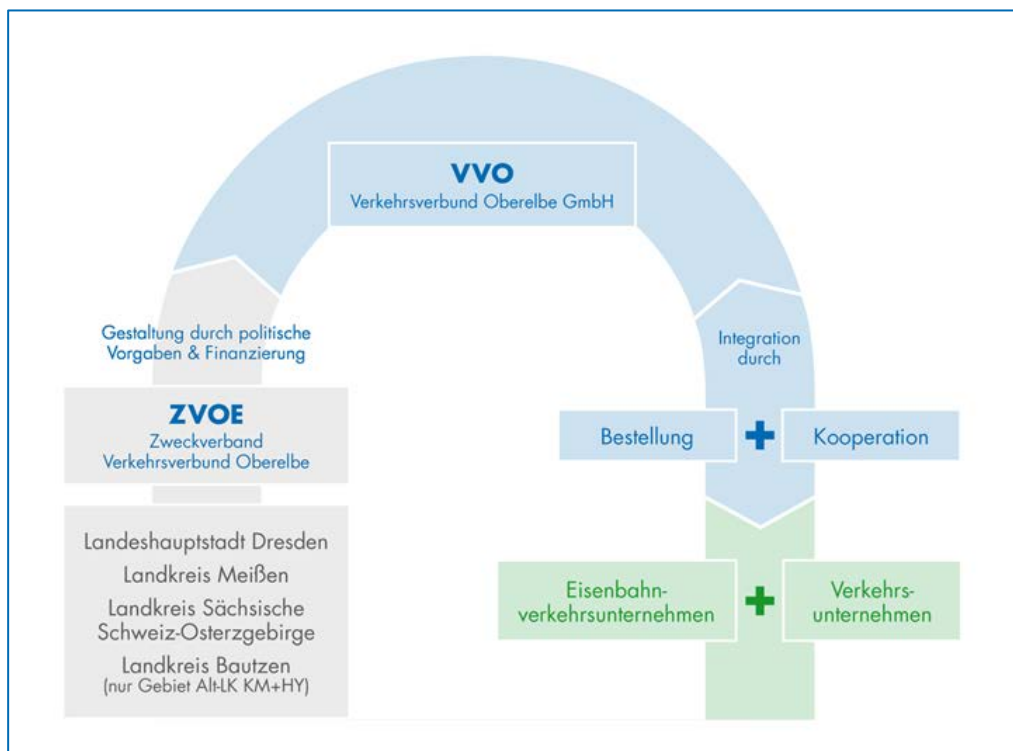 VVO
Verkehrsverbund Oberelbe GmbH
Gestaltung durch politische
Vorgaben & Finanzierung
ZVOE
Zweckverband
Verkehrsverbund Oberelbe
Landeshauptstadt Dresden
Landkreis Meißen
Landkreis Sächsische
Schweiz-Osterzgebirge
Landkreis Bautzen
(nur Gebiet Alt-LK KM+HY)
Integration
durch
Bestellung + Kooperation
Eisenbahn-
verkehrsunternehmen
+
Verkehrs-
unternehmen